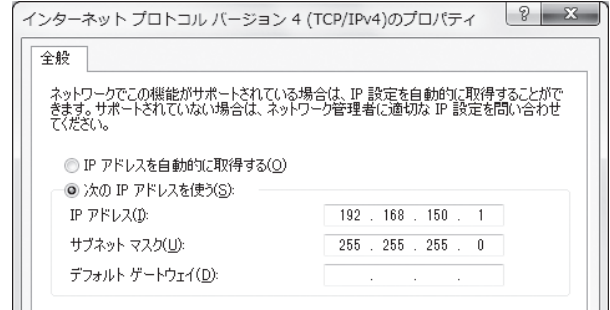 インターネット プロトコル バージョン 4 (TCP/IPv4)のプロパティ
全般
ネットワークでこの機能がサポートされている場合は、IP 設定を自動的に取得することがで
きます。サポートされていない場合は、ネットワーク管理者に適切な IP 設定を問い合わせ
てください。
IP アドレスを自動的に取得する(O)
次の IP アドレスを使う(S):
IP アドレス(I): 192 . 168 . 150 . 1
サブネット マスク(U): 255 . 255 . 255 . 0
デフォルト ゲートウェイ(D): . . .